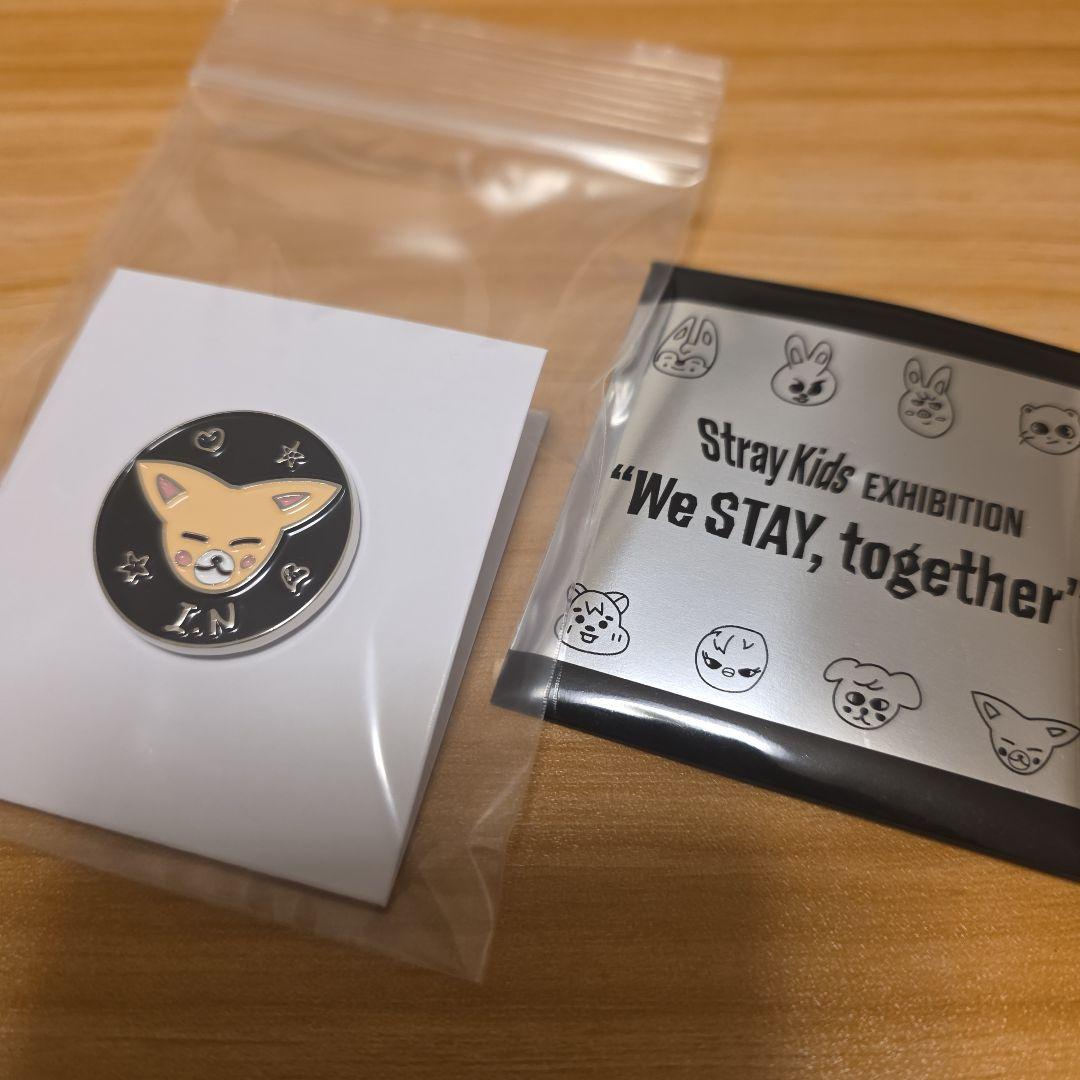 I.N
Stray Kids EXHIBITION
“We STAY, together”